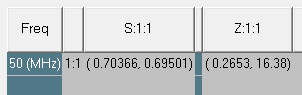 Freq S:1:1 Z:1:1
50 (MHz) 1:1 ( 0.70366, 0.69501) ( 0.2653, 16.38)